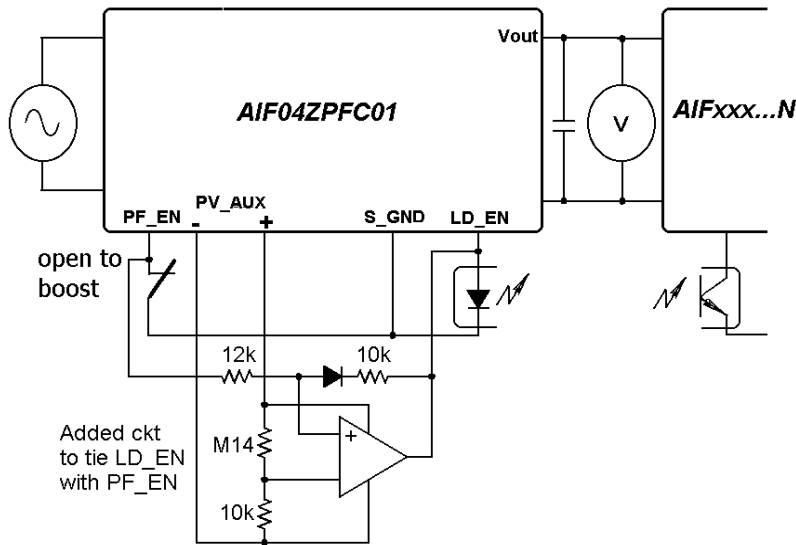 Vout
AIF04ZPFC01
V
AIFxxx...N
PV_AUX
PF_EN
-
+
S_GND
LD_EN
open to
boost
12k
10k
Added ckt
to tie LD_EN
with PF_EN
M14
+
10k